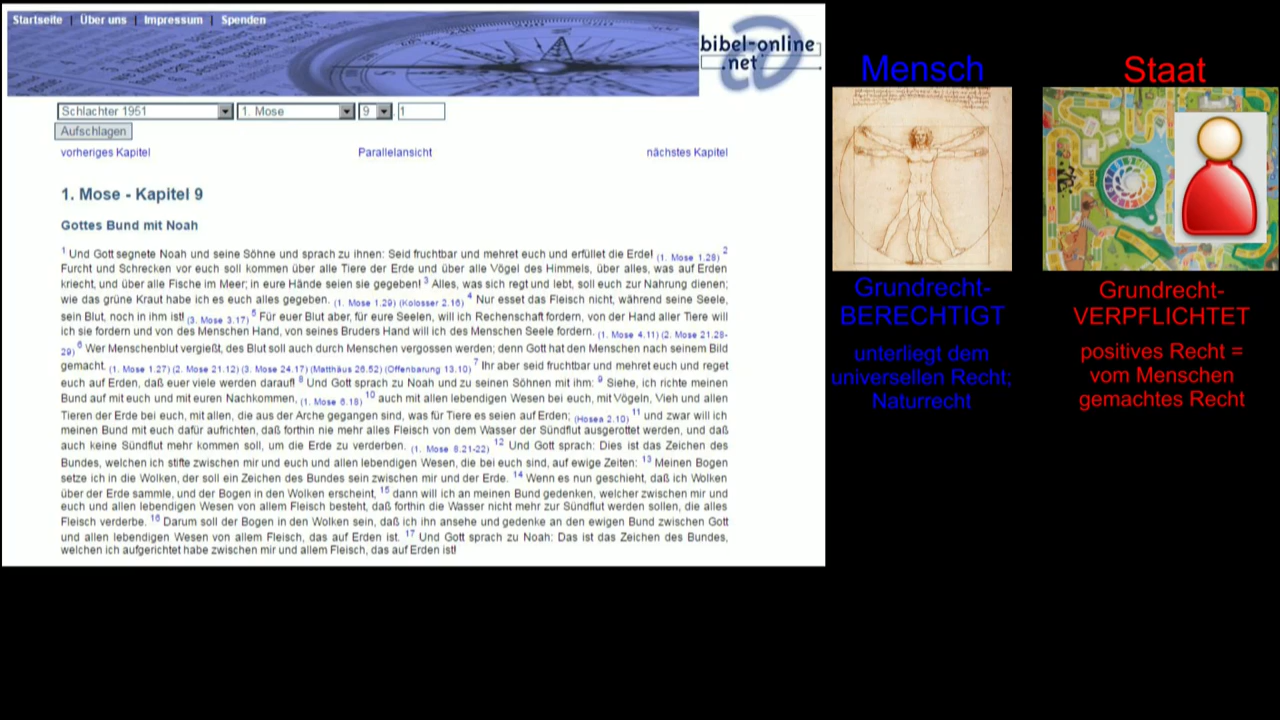 Startseite | Über uns | Impressum | Spenden
bibel-online
.net
Schlachter 1951 1. Mose 9 1
Aufschlagen
vorheriges Kapitel Parallelansicht nächstes Kapitel
1. Mose - Kapitel 9
Gottes Bund mit Noah
1 Und Gott segnete Noah und seine Söhne und sprach zu ihnen: Seid fruchtbar und mehret euch und erfüllet die Erde! (1. Mose 1.28) 2
Furcht und Schrecken vor euch soll kommen über alle Tiere der Erde und über alle Vögel des Himmels, über alles, was auf Erden
kriecht, und über alle Fische im Meer; in eure Hände seien sie gegeben! 3 Alles, was sich regt und lebt, soll euch zur Nahrung dienen;
wie das grüne Kraut habe ich es euch alles gegeben. (1. Mose 1.29) (Kolosser 2.16) 4 Nur esset das Fleisch nicht, während seine Seele,
sein Blut, noch in ihm ist! (3. Mose 3.17) 5 Für euer Blut aber, für eure Seelen, will ich Rechenschaft fordern, von der Hand aller Tiere will
ich sie fordern und von des Menschen Hand, von seines Bruders Hand will ich des Menschen Seele fordern. (1. Mose 4.11) (2. Mose 21.28-
29) 6 Wer Menschenblut vergießt, des Blut soll auch durch Menschen vergossen werden; denn Gott hat den Menschen nach seinem Bild
gemacht. (1. Mose 1.27) (2. Mose 21.12) (3. Mose 24.17) (Matthäus 26.52) (Offenbarung 13.10) 7 Ihr aber seid fruchtbar und mehret euch und reget
euch auf Erden, daß euer viele werden darauf! 8 Und Gott sprach zu Noah und zu seinen Söhnen mit ihm: 9 Siehe, ich richte meinen
Bund auf mit euch und mit euren Nachkommen, (1. Mose 6.18) 10 auch mit allen lebendigen Wesen bei euch, mit Vögeln, Vieh und allen
Tieren der Erde bei euch, mit allen, die aus der Arche gegangen sind, was für Tiere es seien auf Erden; (Hosea 2.10) 11 und zwar will ich
meinen Bund mit euch dafür aufrichten, daß forthin nie mehr alles Fleisch von dem Wasser der Sündflut ausgerottet werden, und daß
auch keine Sündflut mehr kommen soll, um die Erde zu verderben. (1. Mose 8.21-22) 12 Und Gott sprach: Dies ist das Zeichen des
Bundes, welchen ich stifte zwischen mir und euch und allen lebendigen Wesen, die bei euch sind, auf ewige Zeiten: 13 Meinen Bogen
setze ich in die Wolken, der soll ein Zeichen des Bundes sein zwischen mir und der Erde. 14 Wenn es nun geschieht, daß ich Wolken
über der Erde sammle, und der Bogen in den Wolken erscheint, 15 dann will ich an meinen Bund gedenken, welcher zwischen mir und
euch und allen lebendigen Wesen von allem Fleisch besteht, daß forthin die Wasser nicht mehr zur Sündflut werden sollen, die alles
Fleisch verderbe. 16 Darum soll der Bogen in den Wolken sein, daß ich ihn ansehe und gedenke an den ewigen Bund zwischen Gott
und allen lebendigen Wesen von allem Fleisch, das auf Erden ist. 17 Und Gott sprach zu Noah: Das ist das Zeichen des Bundes,
welchen ich aufgerichtet habe zwischen mir und allem Fleisch, das auf Erden ist!
Mensch
Grundrecht-
BERECHTIGT
unterliegt dem
universellen Recht;
Naturrecht
Staat
Grundrecht-
VERPFLICHTET
positives Recht =
vom Menschen
gemachtes Recht